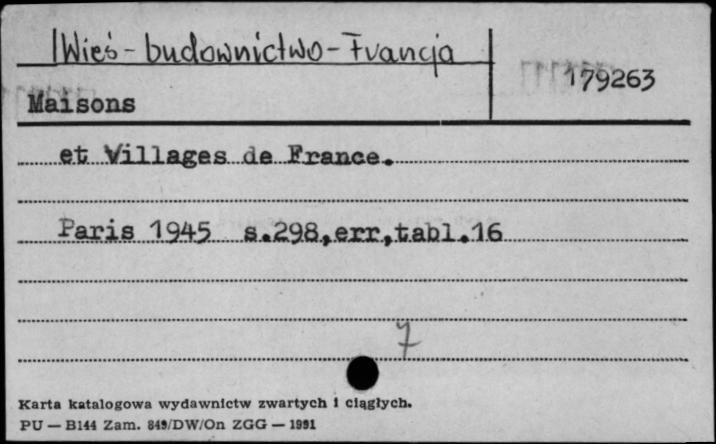 Wieś - budownictwo - Francja
179263
Maisons
et Villages de France.
Paris 1945 s.298,err,tabl.16
7
Karta katalogowa wydawnictw zwartych i ciągłych.
PU — B144 Zam. 849/DW/On ZGG — 1991